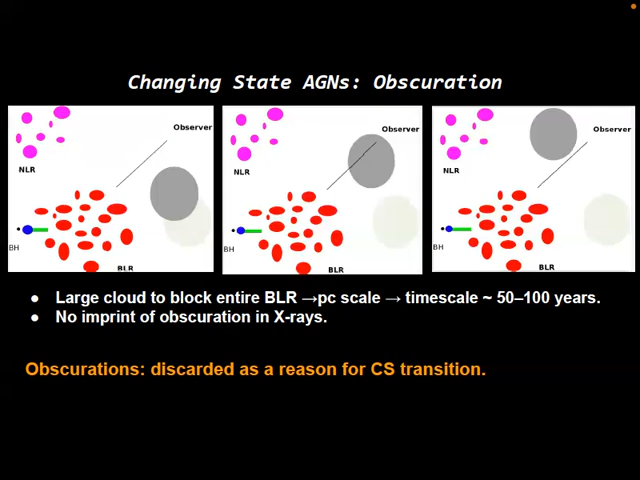 Changing State AGNs: Obscuration
Observer
NLR
BH
BLR
Observer
NLR
BH
BLR
Observer
NLR
BH
BLR
● Large cloud to block entire BLR →pc scale → timescale ~ 50–100 years.
● No imprint of obscuration in X-rays.
Obscurations: discarded as a reason for CS transition.